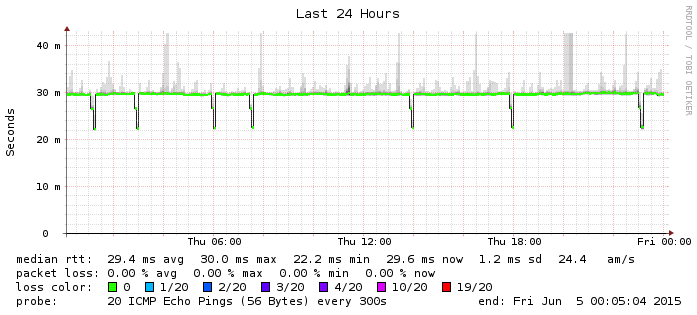 Last 24 Hours
RRDTOOL / TOBI OETIKER
Seconds
40 m
30 m
20 m
10 m
0
Thu 06:00 Thu 12:00 Thu 18:00 Fri 00:00
median rtt: 29.4 ms avg 30.0 ms max 22.2 ms min 29.6 ms now 1.2 ms sd 24.4 am/s
packet loss: 0.00 % avg 0.00 % max 0.00 % min 0.00 % now
loss color: 0 1/20 2/20 3/20 4/20 10/20 19/20
probe: 20 ICMP Echo Pings (56 Bytes) every 300s end: Fri Jun 5 00:05:04 2015